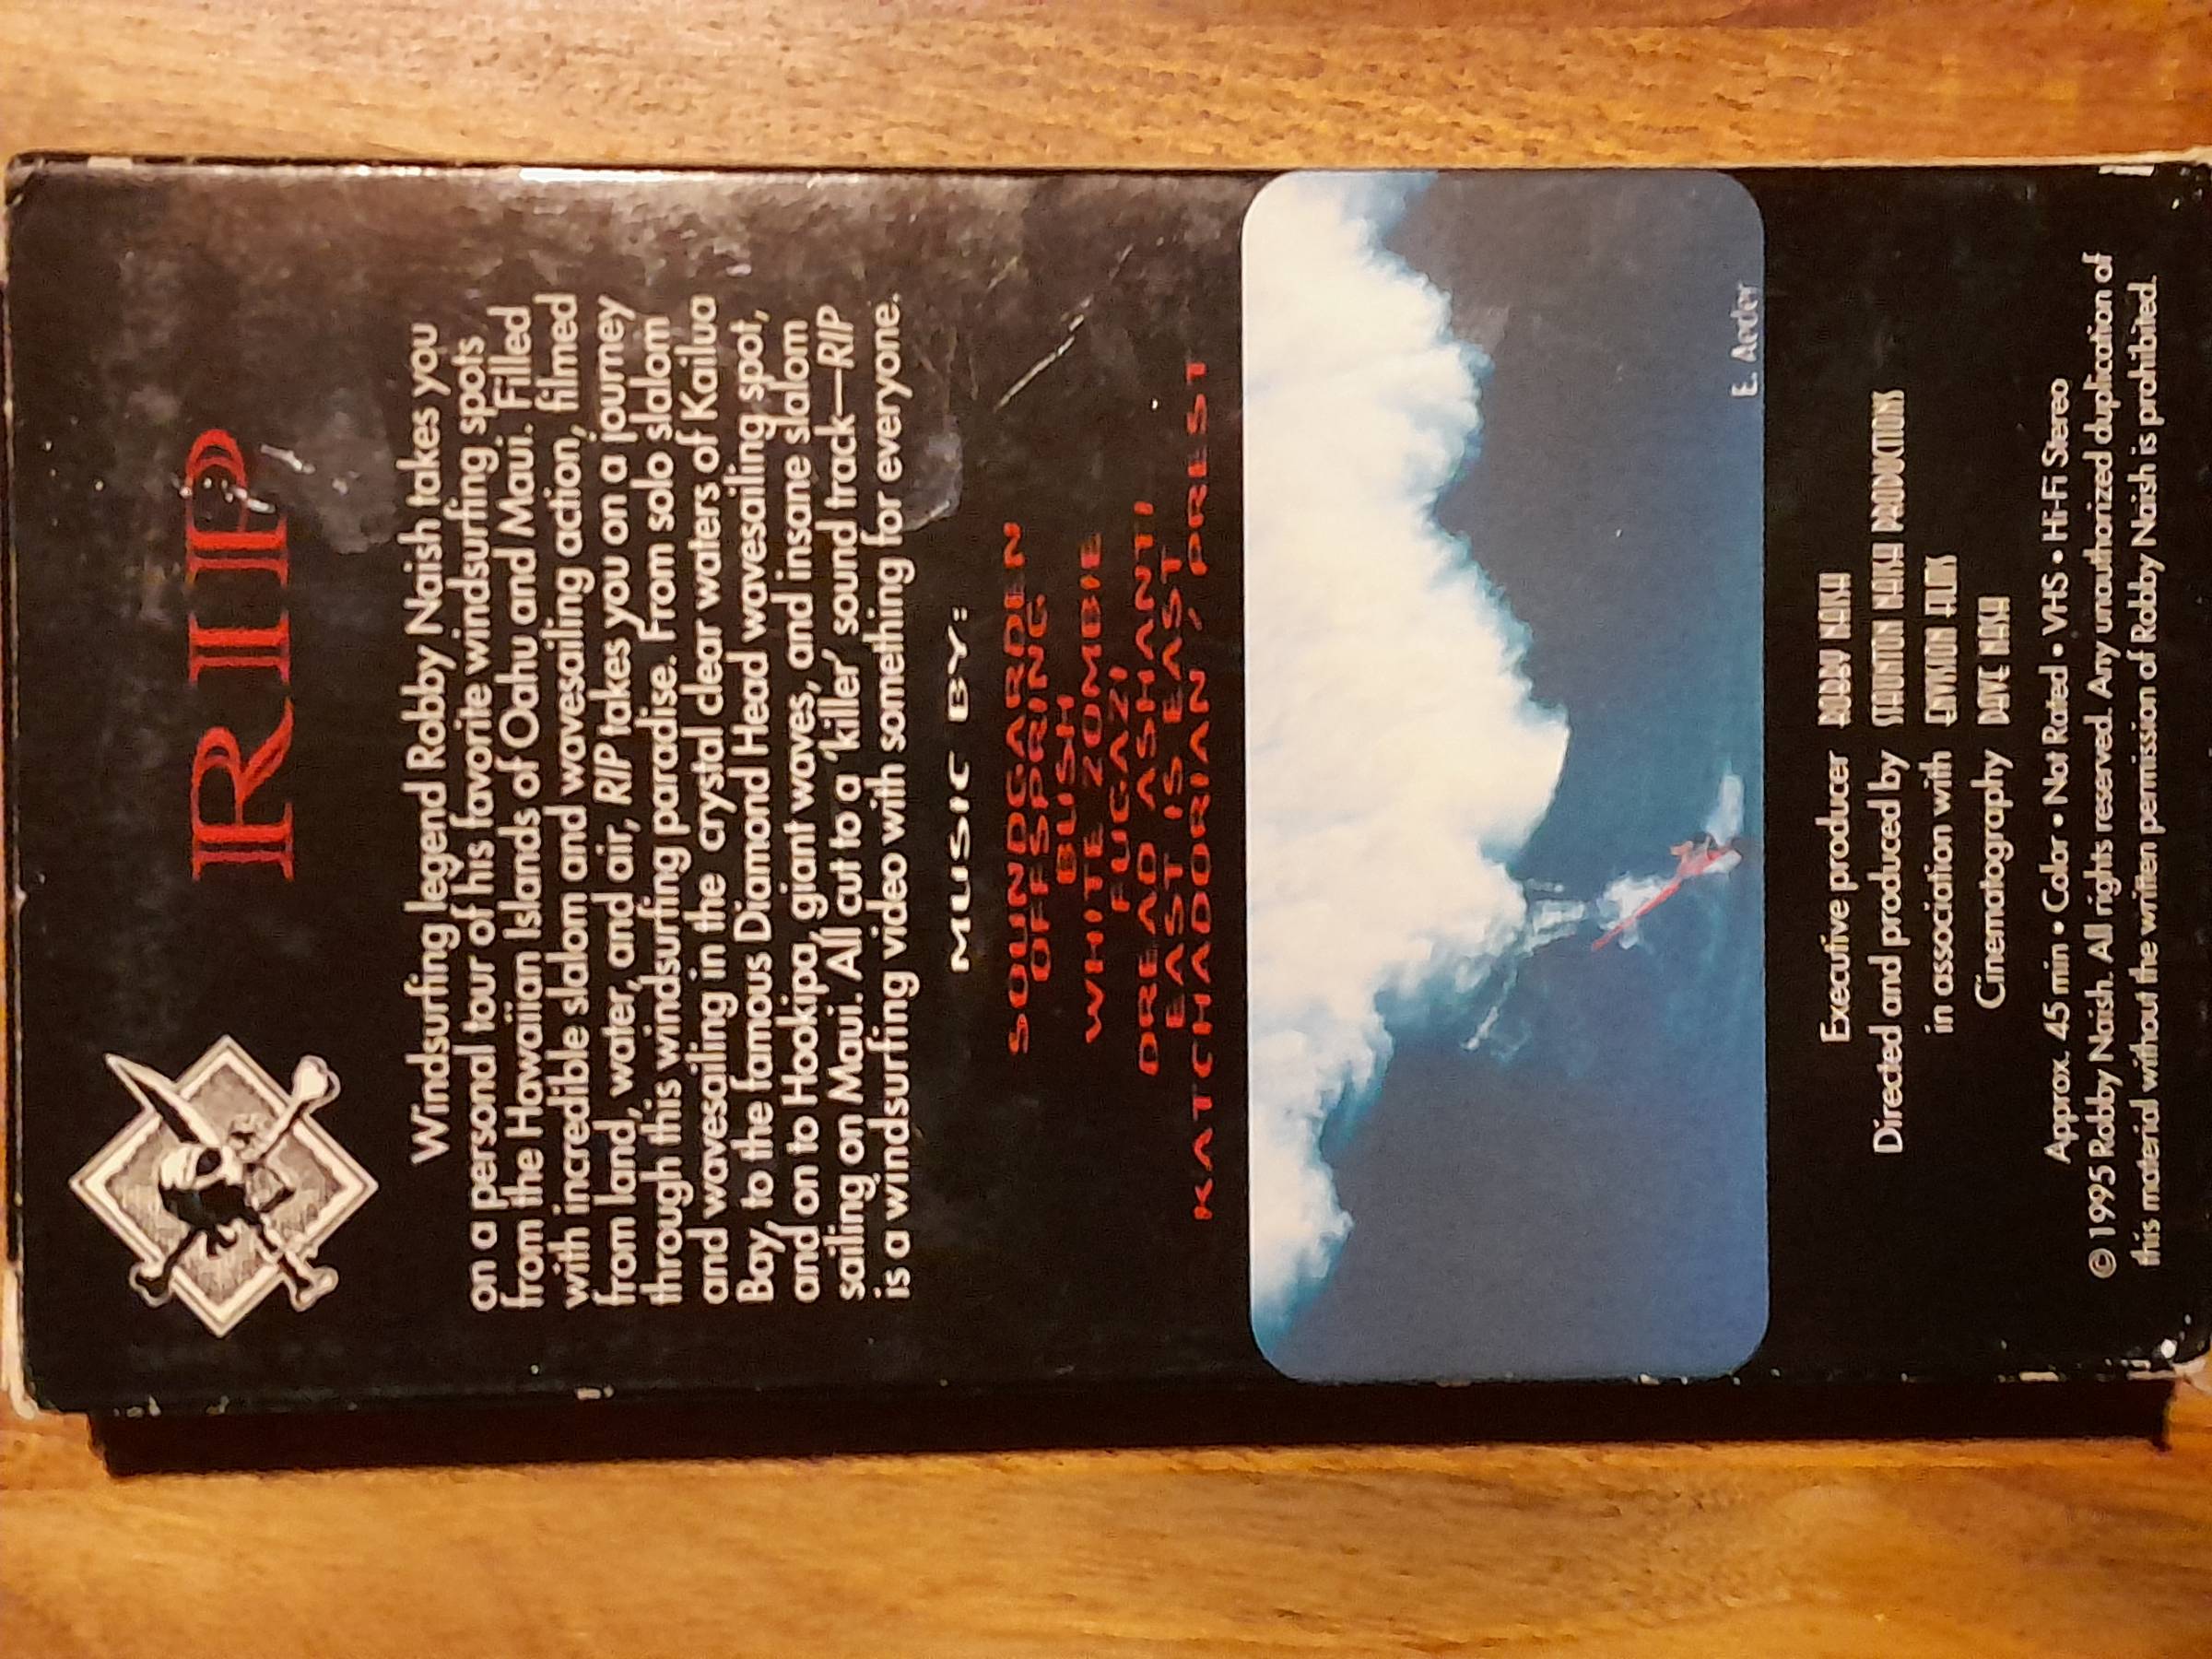 RIP
Windsurfing legend Robby Naish takes you
on a personal tour of his favorite windsurfing spots
from the Hawaiian Islands of Oahu and Maui. Filled
with incredible slalom and wavesailing action, filmed
from land, water, and air, RIP takes you on a journey
through this windsurfing paradise. From solo slalom
and wavesailing in the crystal clear waters of Kailua
Bay, to the famous Diamond Head wavesailing spot,
and on to Hookipa, giant waves, and insane slalom
sailing on Maui. All cut to a 'killer' sound track—RIP
is a windsurfing video with something for everyone.
MUSIC BY:
SOUNDGARDEN
OFFSPRING
BUSH
WHITE ZOMBIE
FUGAZI
DREAD ASHANTI
EAST IS EAST
KATCHADORIAN / PREST
E. Aeder
Executive producer ROBBY NAISH
Directed and produced by STAUNTON NAISH PRODUCTIONS
in association with ENVISION FILMS
Cinematography DAVE NASH
Approx. 45 min • Color • Not Rated • VHS • Hi-Fi Stereo
© 1995 Robby Naish. All rights reserved. Any unauthorized duplication of
this material without the written permission of Robby Naish is prohibited.